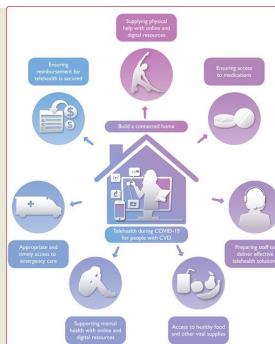 Supplying physical
help with online and
digital resources
Ensuring
reimbursement for
telehealth is secured
Ensuring access
to medications
Build a connected home
Telehealth during COVID-19
for people with CVD
Appropriate and
timely access to
emergency care
Preparing staff to
deliver effective
telehealth solution
Supporting mental
health with online and
digital resources
Access to healthy food
and other vital supplies